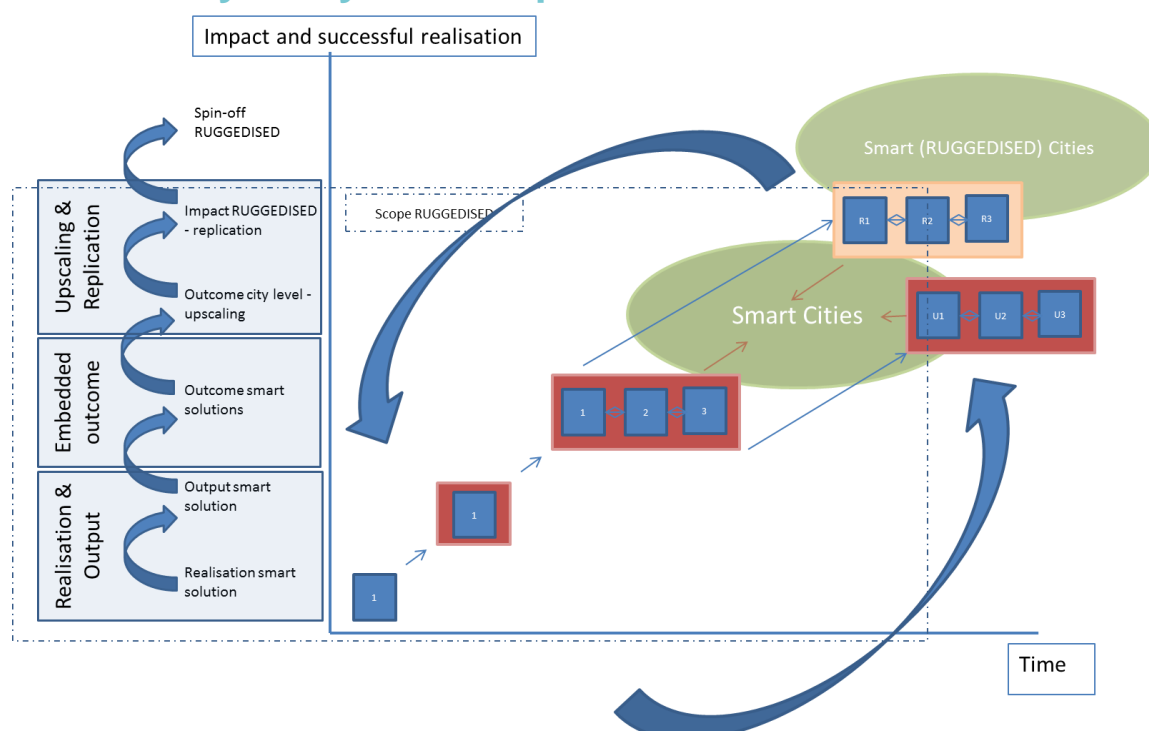 Impact and successful realisation
Spin-off
RUGGEDISED
Smart (RUGGEDISED) Cities
Upscaling &
Replication
Impact RUGGEDISED
- replication
Scope RUGGEDISED
R1
R2
R3
Outcome city level -
upscaling
Smart Cities
U1
U2
U3
Embedded
outcome
Outcome smart
solutions
1
2
3
Realisation &
Output
Output smart
solution
1
Realisation smart
solution
1
Time